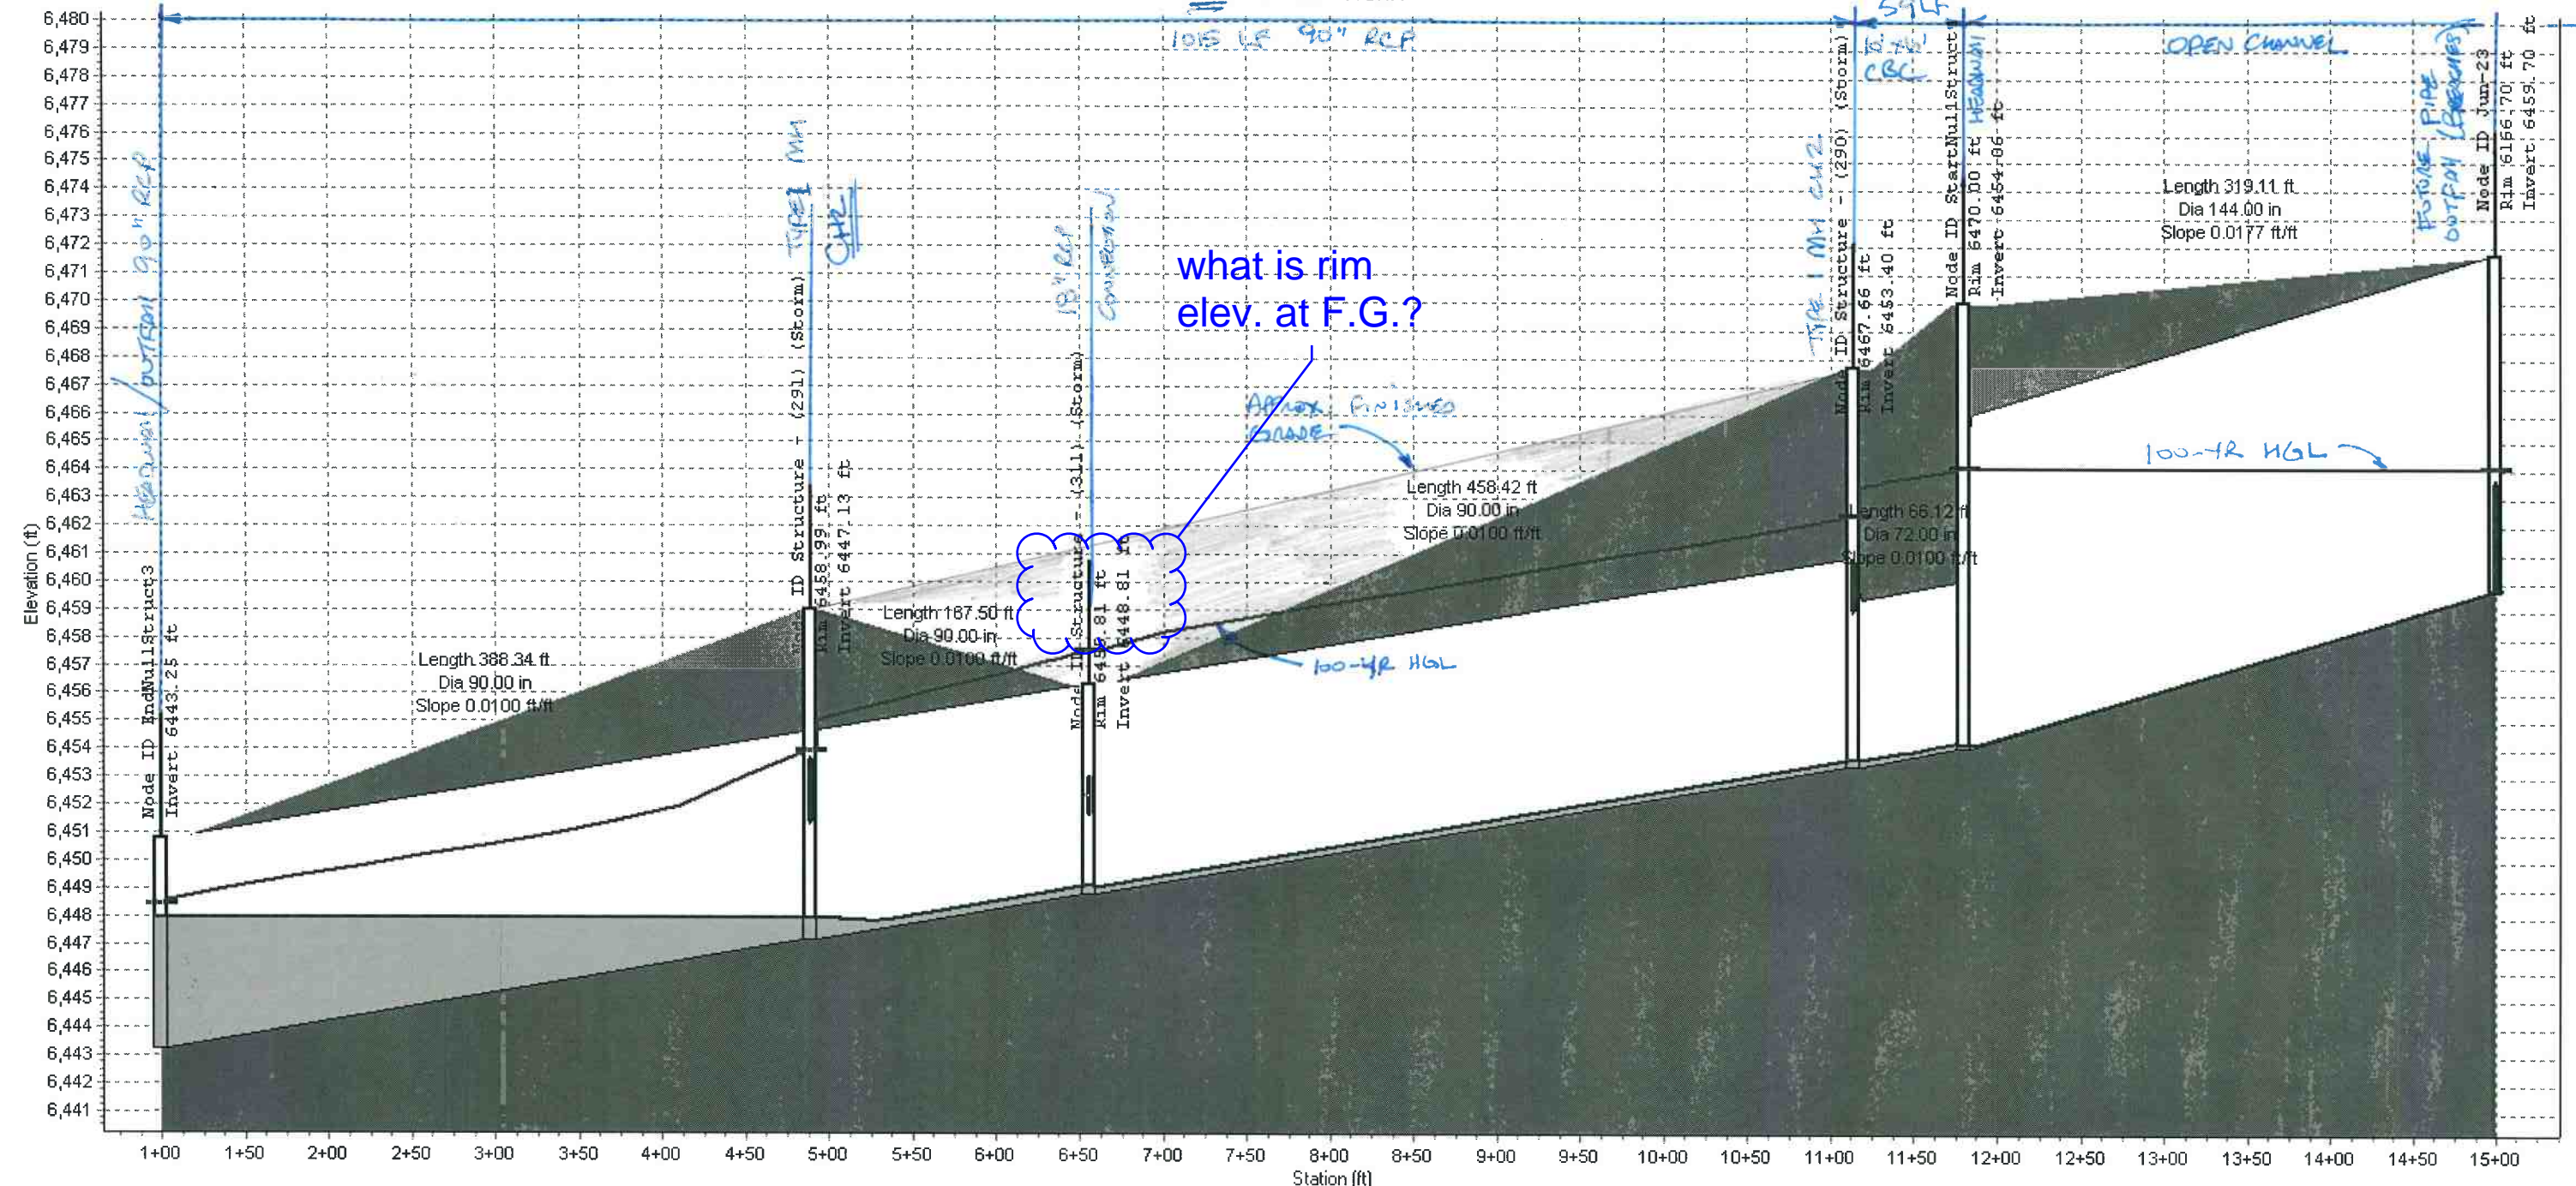 1015 LF 90" RCP
59 LF
CBC
OPEN CHANNEL
HEADWALL/OUTFALL 90" RCP
TYPE 1 MH
CH2
18" RCP
CONNECTION
TYPE 1 MH CH2
HEADWALL
FUTURE PIPE
OUTFALL
what is rim
elev. at F.G.?
APPROX. FINISHED
GRADE
100-YR HGL
100-YR HGL
Node ID EndNullStruct3
Invert 6443.25 ft
Node ID Structure - (291) (Storm)
Rim 6458.99 ft
Invert 6447.13 ft
Node ID Structure - (311) (Storm)
Invert 6448.81 ft
Node ID Structure - (290) (Storm)
Rim 6467.66 ft
Invert 6453.40 ft
Node ID StartNullStruct
Rim 6470.00 ft
Node ID Jun-23
Rim 6166.70 ft
Invert 6459.70 ft
Length 388.34 ft
Dia 90.00 in
Slope 0.0100 ft/ft
Length 167.50 ft
Dia 90.00 in
Slope 0.0100 ft/ft
Length 458.42 ft
Dia 90.00 in
Slope 0.0100 ft/ft
Length 66.12 ft
Dia 72.00 in
Slope 0.0100 ft/ft
Length 319.11 ft
Dia 144.00 in
Slope 0.0177 ft/ft
Elevation (ft)
6,480
6,479
6,478
6,477
6,476
6,475
6,474
6,473
6,472
6,471
6,470
6,469
6,468
6,467
6,466
6,465
6,464
6,463
6,462
6,461
6,460
6,459
6,458
6,457
6,456
6,455
6,454
6,453
6,452
6,451
6,450
6,449
6,448
6,447
6,446
6,445
6,444
6,443
6,442
6,441
1+00 1+50 2+00 2+50 3+00 3+50 4+00 4+50 5+00 5+50 6+00 6+50 7+00 7+50 8+00 8+50 9+00 9+50 10+00 10+50 11+00 11+50 12+00 12+50 13+00 13+50 14+00 14+50 15+00
Station (ft)